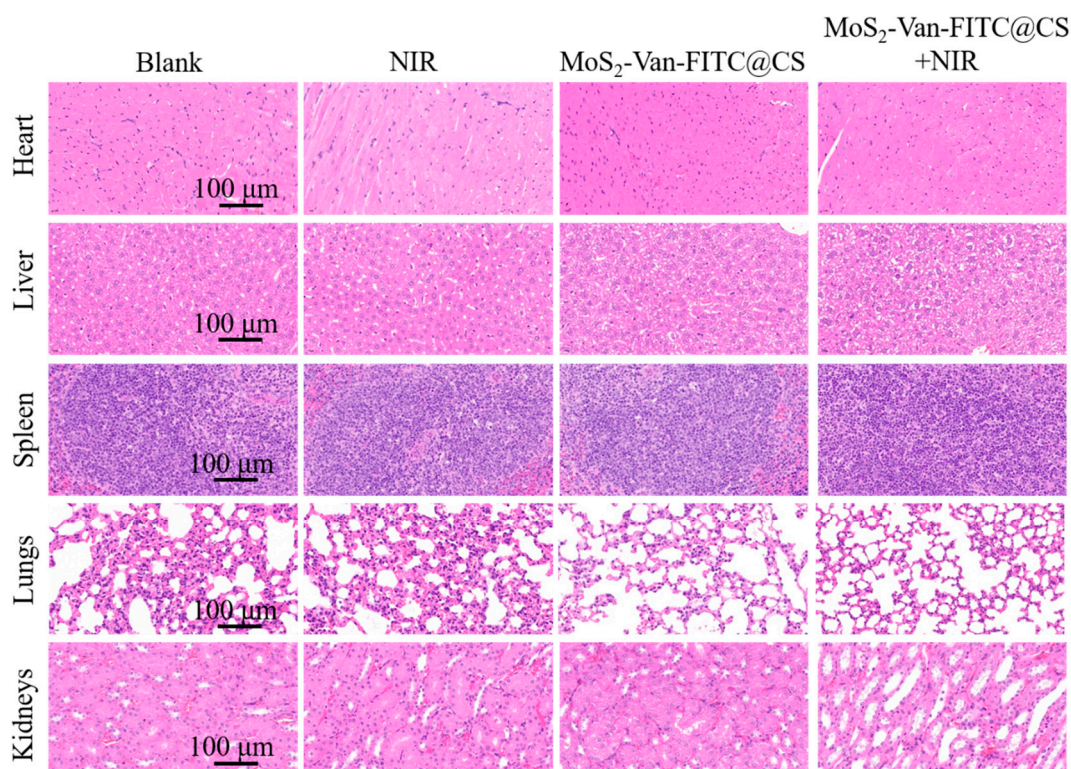 Blank
NIR
MoS₂-Van-FITC@CS
MoS₂-Van-FITC@CS
+NIR
Heart
100 μm
Liver
100 μm
Spleen
100 μm
Lungs
100 μm
Kidneys
100 μm